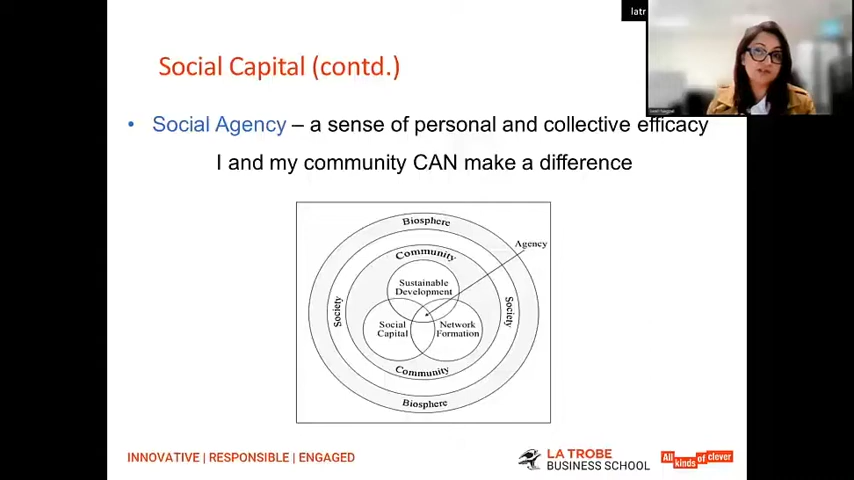 latr
Social Capital (contd.)
• Social Agency – a sense of personal and collective efficacy
I and my community CAN make a difference
Biosphere
Agency
Community
Sustainable
Development
Society
Society
Social
Capital
Network
Formation
Community
Biosphere
INNOVATIVE | RESPONSIBLE | ENGAGED
LA TROBE
BUSINESS SCHOOL
All kinds of clever